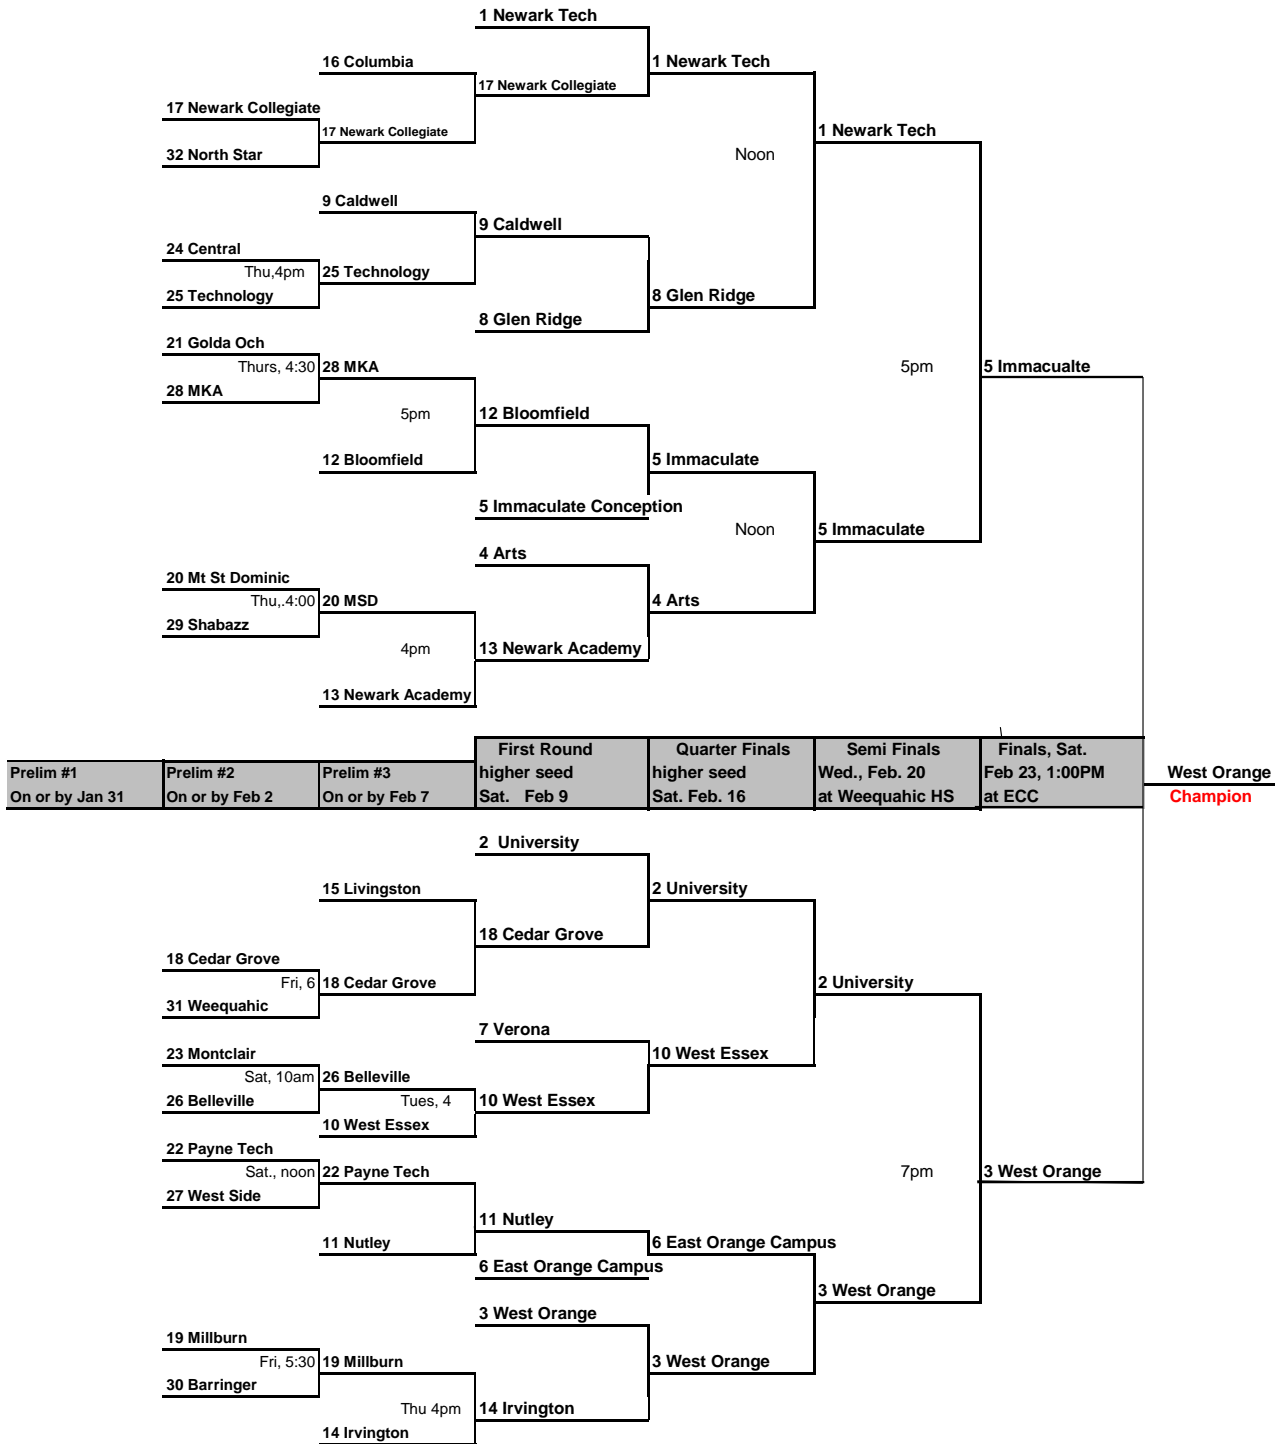 1 Newark Tech
16 Columbia
1 Newark Tech
17 Newark Collegiate
17 Newark Collegiate
17 Newark Collegiate
1 Newark Tech
32 North Star
Noon
9 Caldwell
9 Caldwell
24 Central
Thu,4pm
25 Technology
25 Technology
8 Glen Ridge
8 Glen Ridge
21 Golda Och
Thurs, 4:30
28 MKA
5pm
5 Immacualte
28 MKA
5pm
12 Bloomfield
12 Bloomfield
5 Immaculate
5 Immaculate Conception
Noon
5 Immaculate
4 Arts
20 Mt St Dominic
Thu,.4:00
20 MSD
4 Arts
29 Shabazz
4pm
13 Newark Academy
13 Newark Academy
First Round
Quarter Finals
Semi Finals
Finals, Sat.
Prelim #1
Prelim #2
Prelim #3
higher seed
higher seed
Wed., Feb. 20
Feb 23, 1:00PM
West Orange
On or by Jan 31
On or by Feb 2
On or by Feb 7
Sat. Feb 9
Sat. Feb. 16
at Weequahic HS
at ECC
Champion
2 University
15 Livingston
2 University
18 Cedar Grove
18 Cedar Grove
Fri, 6
18 Cedar Grove
2 University
31 Weequahic
7 Verona
23 Montclair
10 West Essex
Sat, 10am
26 Belleville
26 Belleville
Tues, 4
10 West Essex
10 West Essex
22 Payne Tech
Sat., noon
22 Payne Tech
7pm
3 West Orange
27 West Side
11 Nutley
11 Nutley
6 East Orange Campus
6 East Orange Campus
3 West Orange
3 West Orange
19 Millburn
Fri, 5:30
19 Millburn
3 West Orange
30 Barringer
Thu 4pm
14 Irvington
14 Irvington